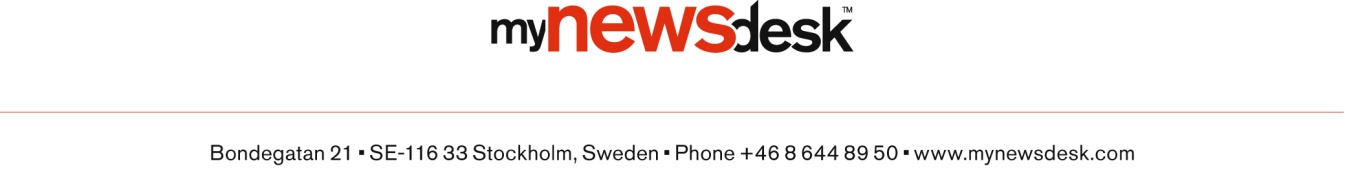 mynewsdesk™
Bondegatan 21 ▪ SE-116 33 Stockholm, Sweden ▪ Phone +46 8 644 89 50 ▪ www.mynewsdesk.com